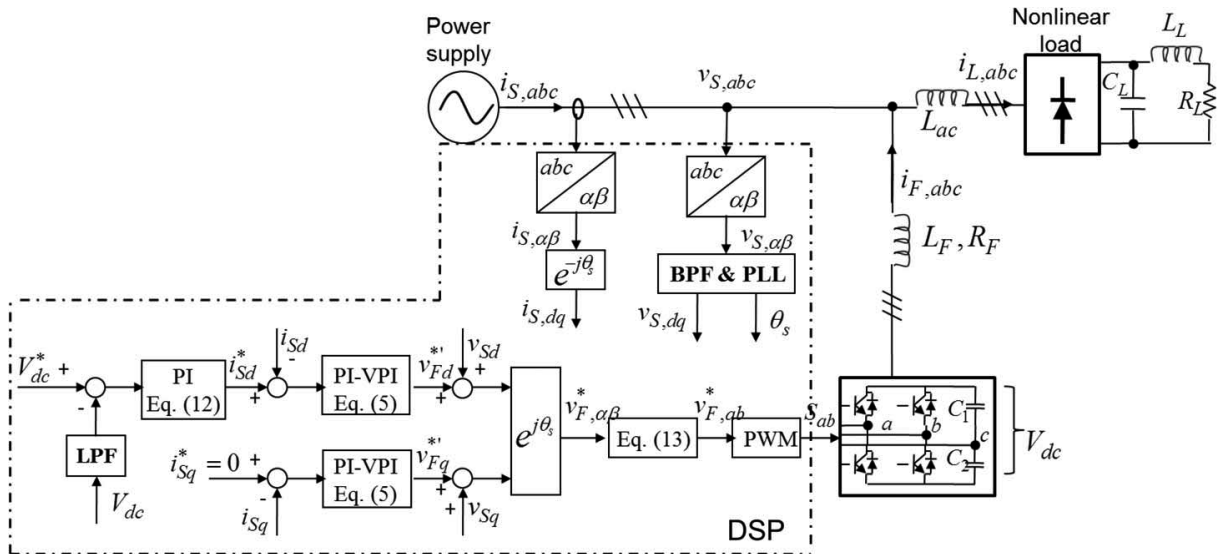 Power
supply
Nonlinear
load
i_{S,abc}
v_{S,abc}
i_{L,abc}
L_{ac}
C_L
L_L
R_L
abc
αβ
abc
αβ
i_{F,abc}
i_{S,αβ}
v_{S,αβ}
L_F, R_F
e^{-jθ_s}
BPF & PLL
i_{S,dq}
v_{S,dq}
θ_s
i_{Sd}
v_{Sd}
V_{dc}^* +
-
PI
Eq. (12)
i_{Sd}^*
+
-
PI-VPI
Eq. (5)
v_{Fd}^{*'}
+
+
e^{jθ_s}
v_{F,αβ}^*
Eq. (13)
v_{F,ab}^*
PWM
S_{ab}
a
b
c
C_1
C_2
V_{dc}
LPF
V_{dc}
i_{Sq}^* = 0
+
-
PI-VPI
Eq. (5)
v_{Fq}^{*'}
+
+
i_{Sq}
v_{Sq}
DSP